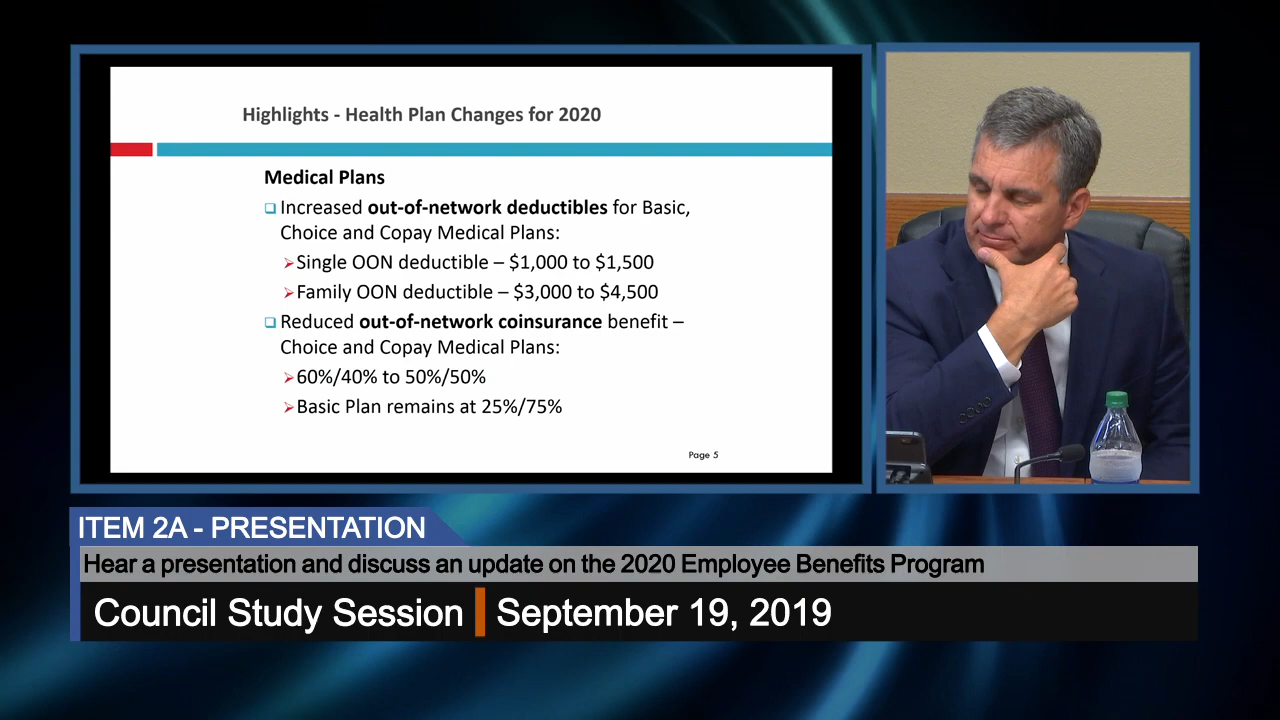 Highlights - Health Plan Changes for 2020
Medical Plans
❑ Increased out-of-network deductibles for Basic,
Choice and Copay Medical Plans:
➢Single OON deductible – $1,000 to $1,500
➢Family OON deductible – $3,000 to $4,500
❑ Reduced out-of-network coinsurance benefit –
Choice and Copay Medical Plans:
➢60%/40% to 50%/50%
➢Basic Plan remains at 25%/75%
Page 5
ITEM 2A - PRESENTATION
Hear a presentation and discuss an update on the 2020 Employee Benefits Program
Council Study Session
September 19, 2019